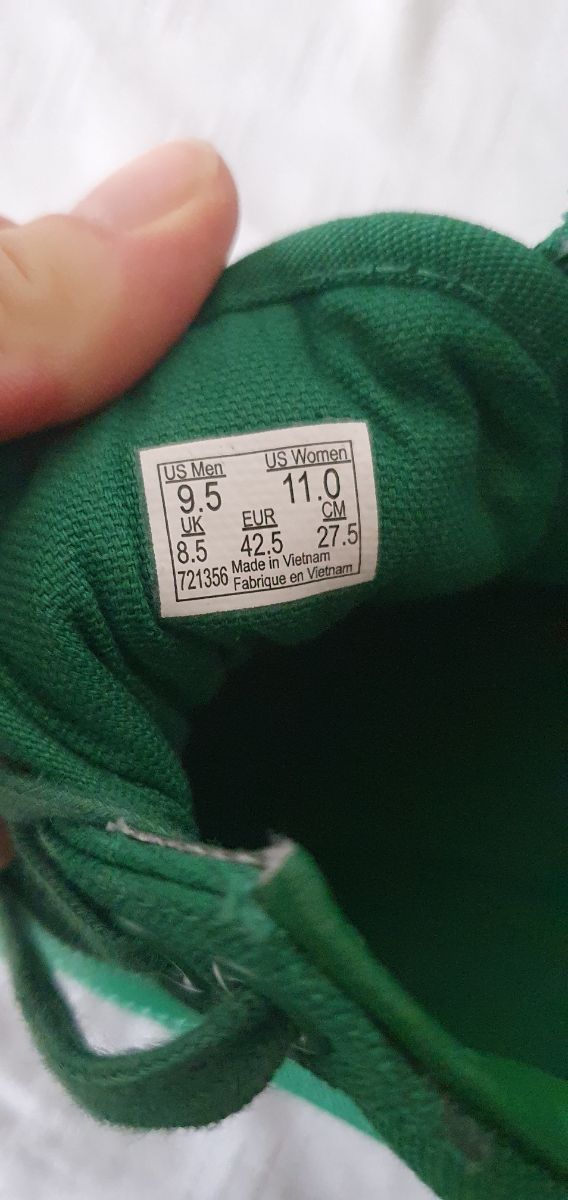 US Men US Women
9.5 11.0
UK EUR CM
8.5 42.5 27.5
721356 Made in Vietnam
Fabrique en Vietnam